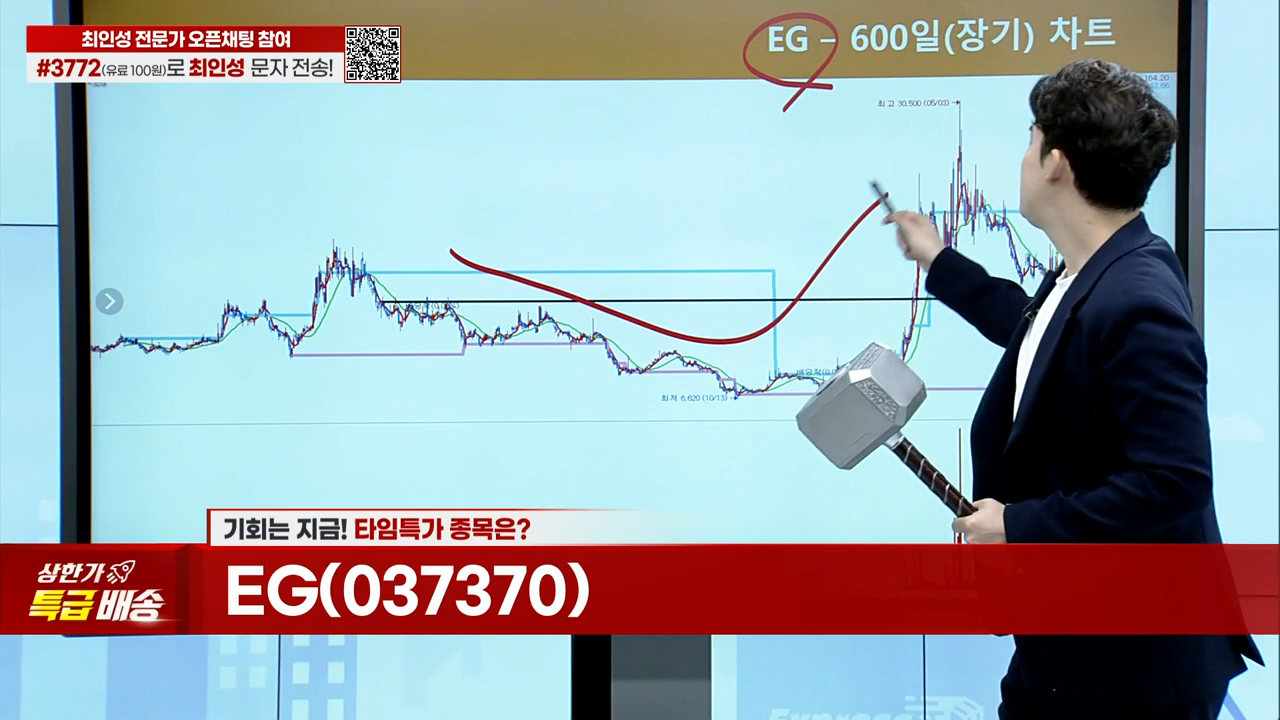 최인성 전문가 오픈채팅 참여
#3772(유료 100원)로 최인성 문자 전송!
EG - 600일(장기) 차트
164.20
최고 30,500 (05/03)
최저 6,620 (10/13)
기회는 지금! 타임특가 종목은?
상한가
특급 배송
EG(037370)